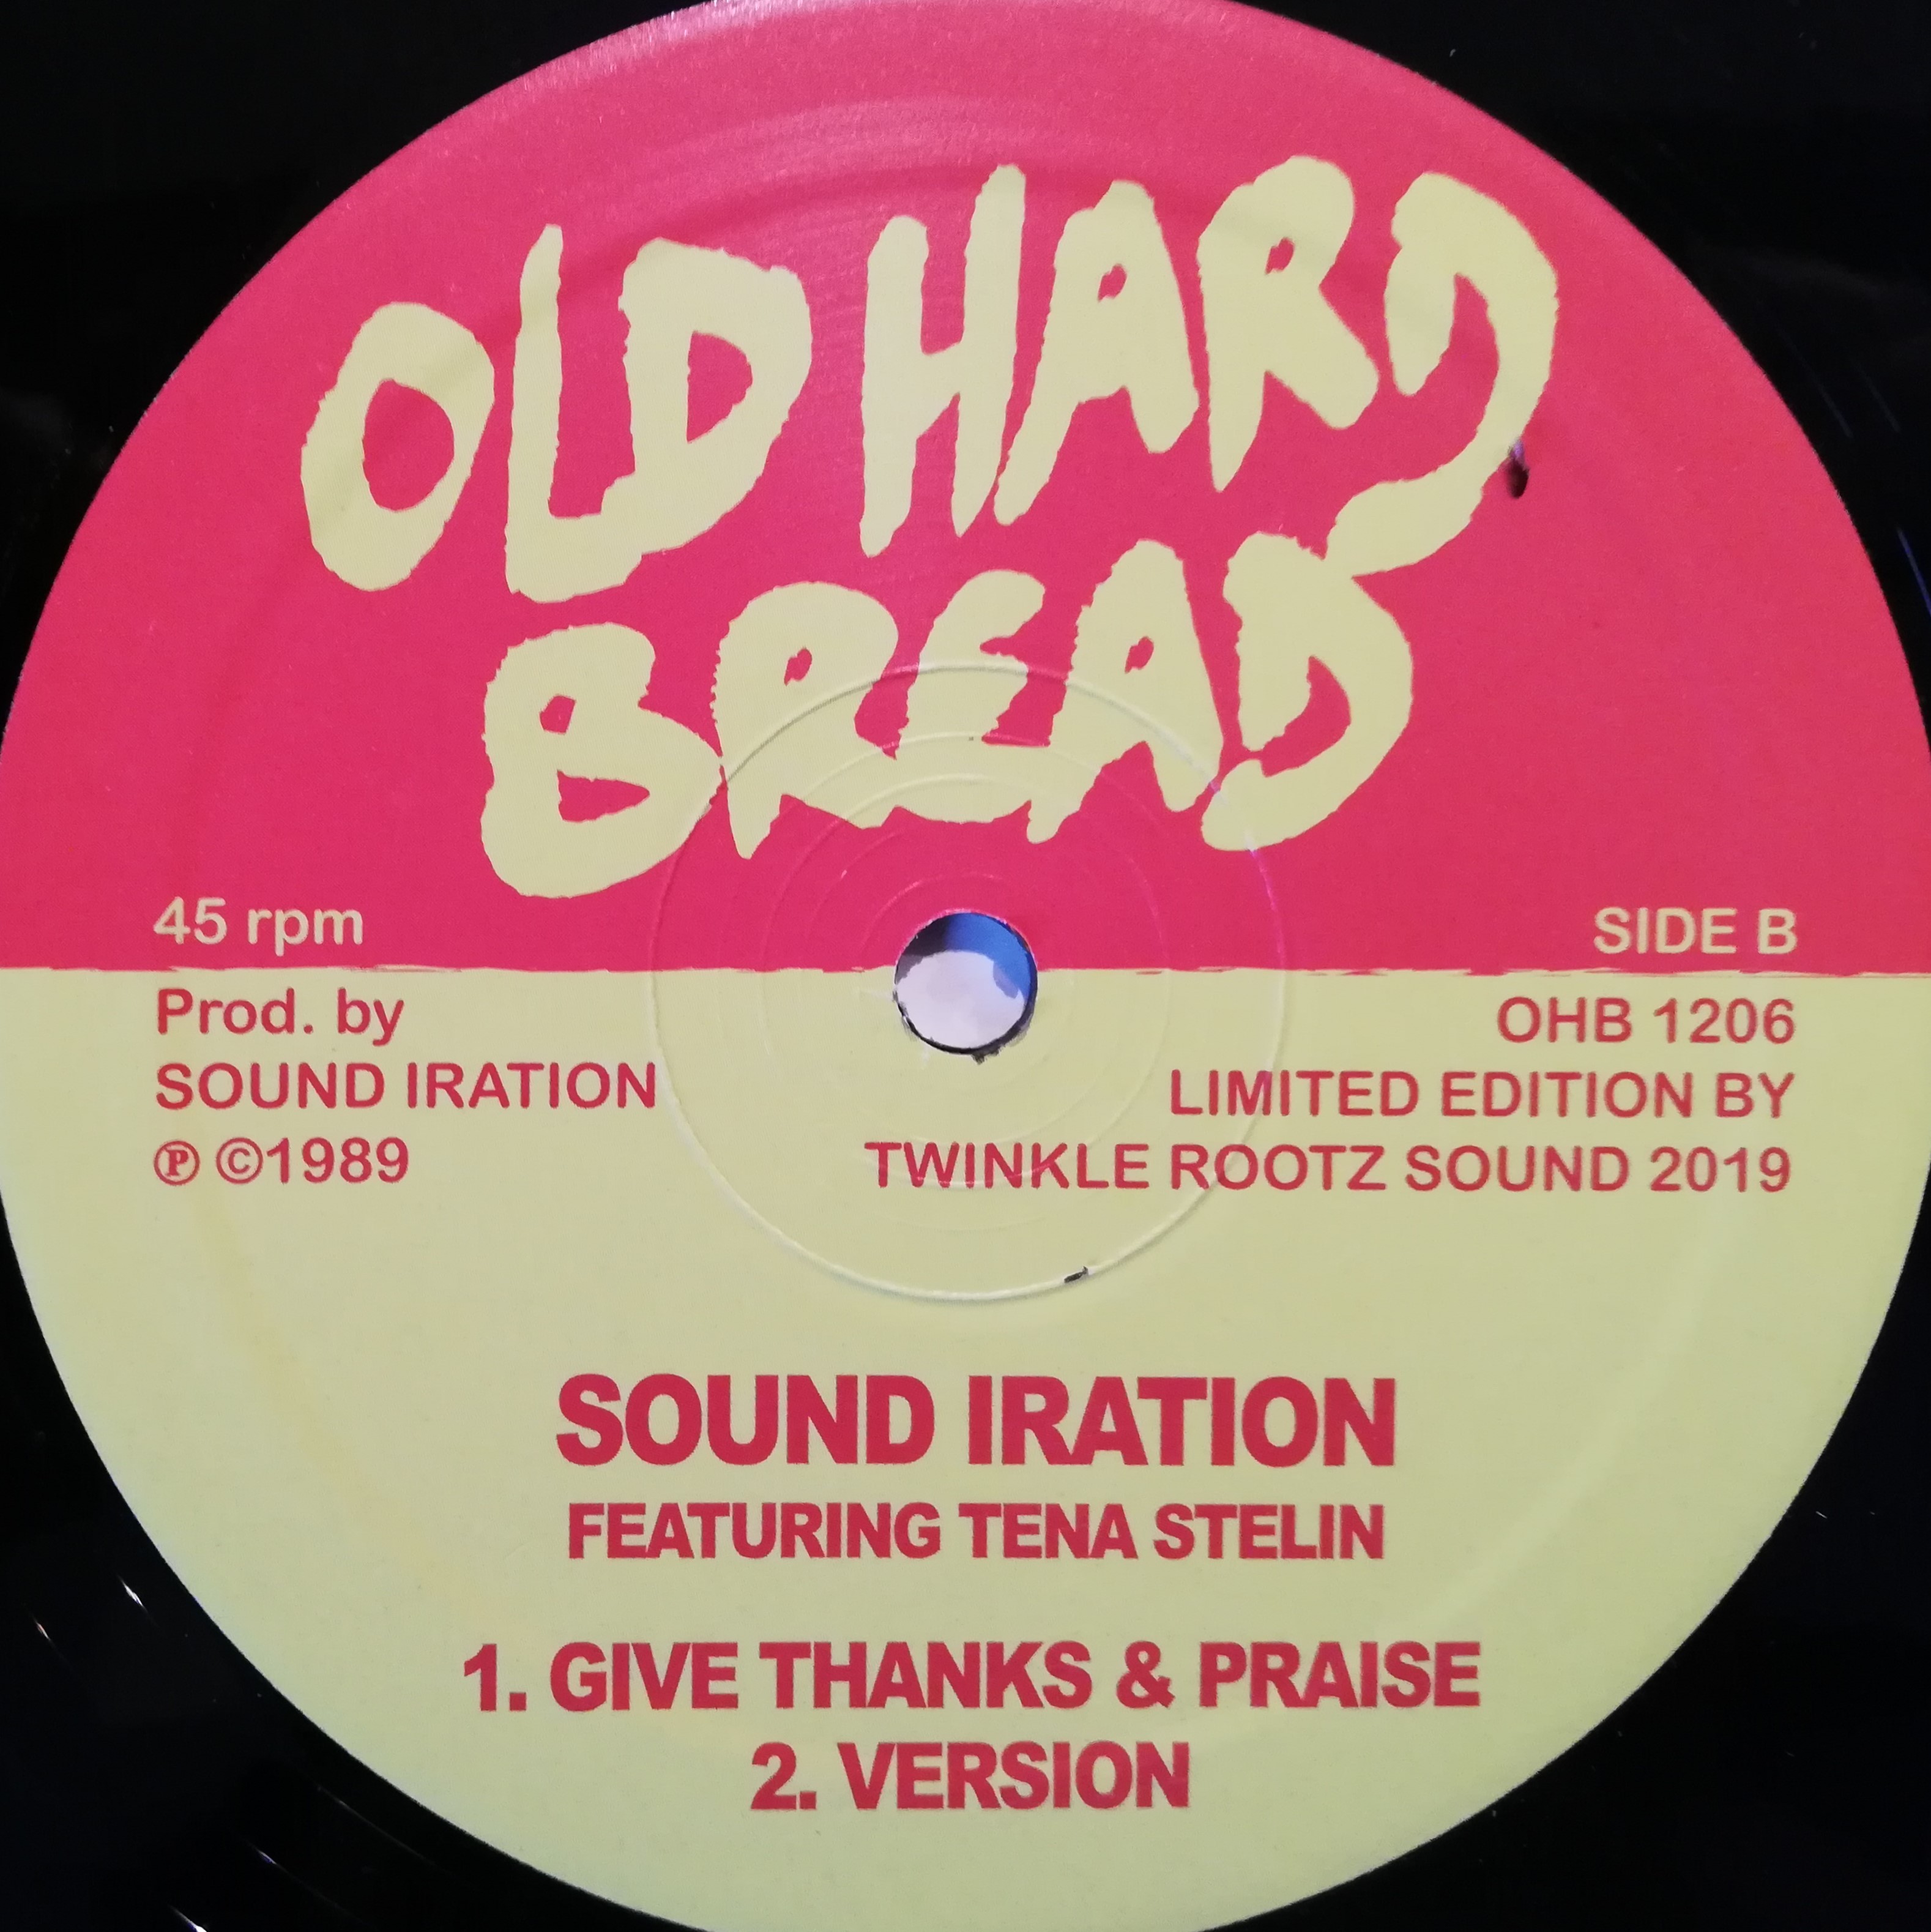 OLD HARD
BREAD
45 rpm
SIDE B
Prod. by
SOUND IRATION
℗ ©1989
OHB 1206
LIMITED EDITION BY
TWINKLE ROOTZ SOUND 2019
SOUND IRATION
FEATURING TENA STELIN
1. GIVE THANKS & PRAISE
2. VERSION